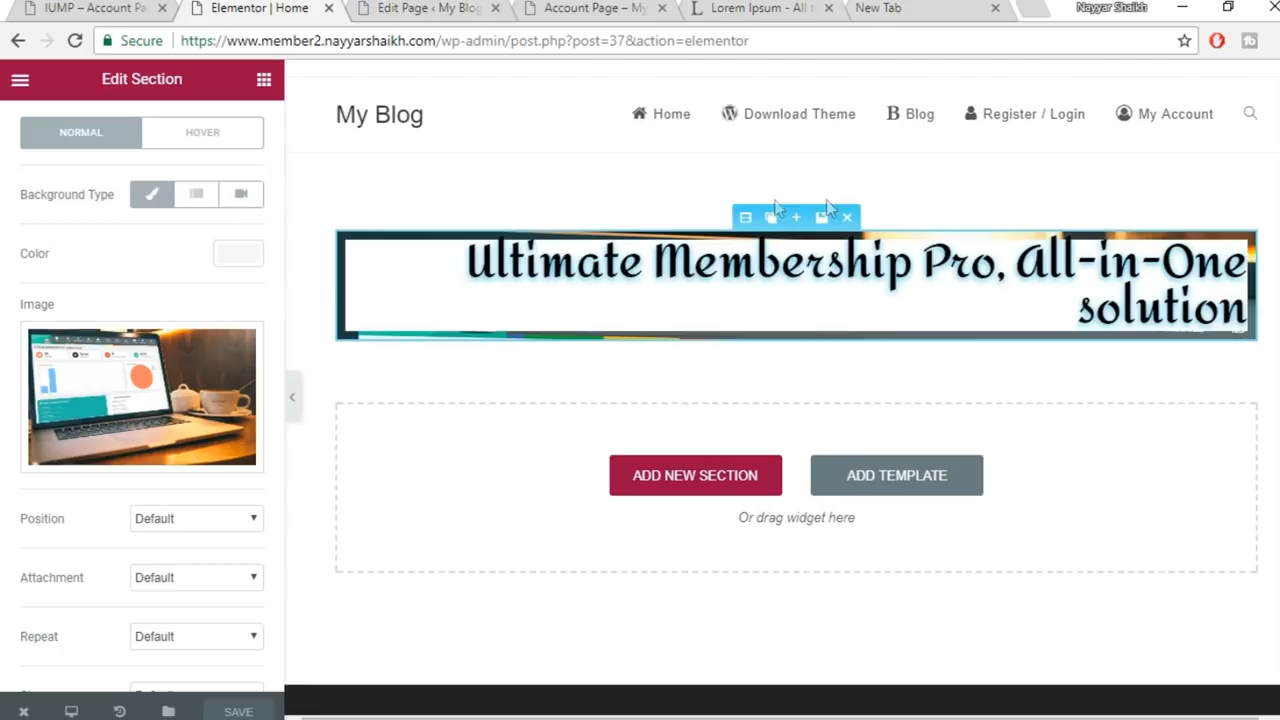 IUMP – Account Pa
Elementor | Home
Edit Page ‹ My Blog
Account Page – My
Lorem Ipsum - All t
New Tab
Nayyar Shaikh
Secure
https://www.member2.nayyarshaikh.com/wp-admin/post.php?post=37&action=elementor
Edit Section
NORMAL
HOVER
Background Type
Color
Image
Position
Default
Attachment
Default
Repeat
Default
SAVE
My Blog
Home
Download Theme
Blog
Register / Login
My Account
Ultimate Membership Pro, All-in-One
solution
ADD NEW SECTION
ADD TEMPLATE
Or drag widget here